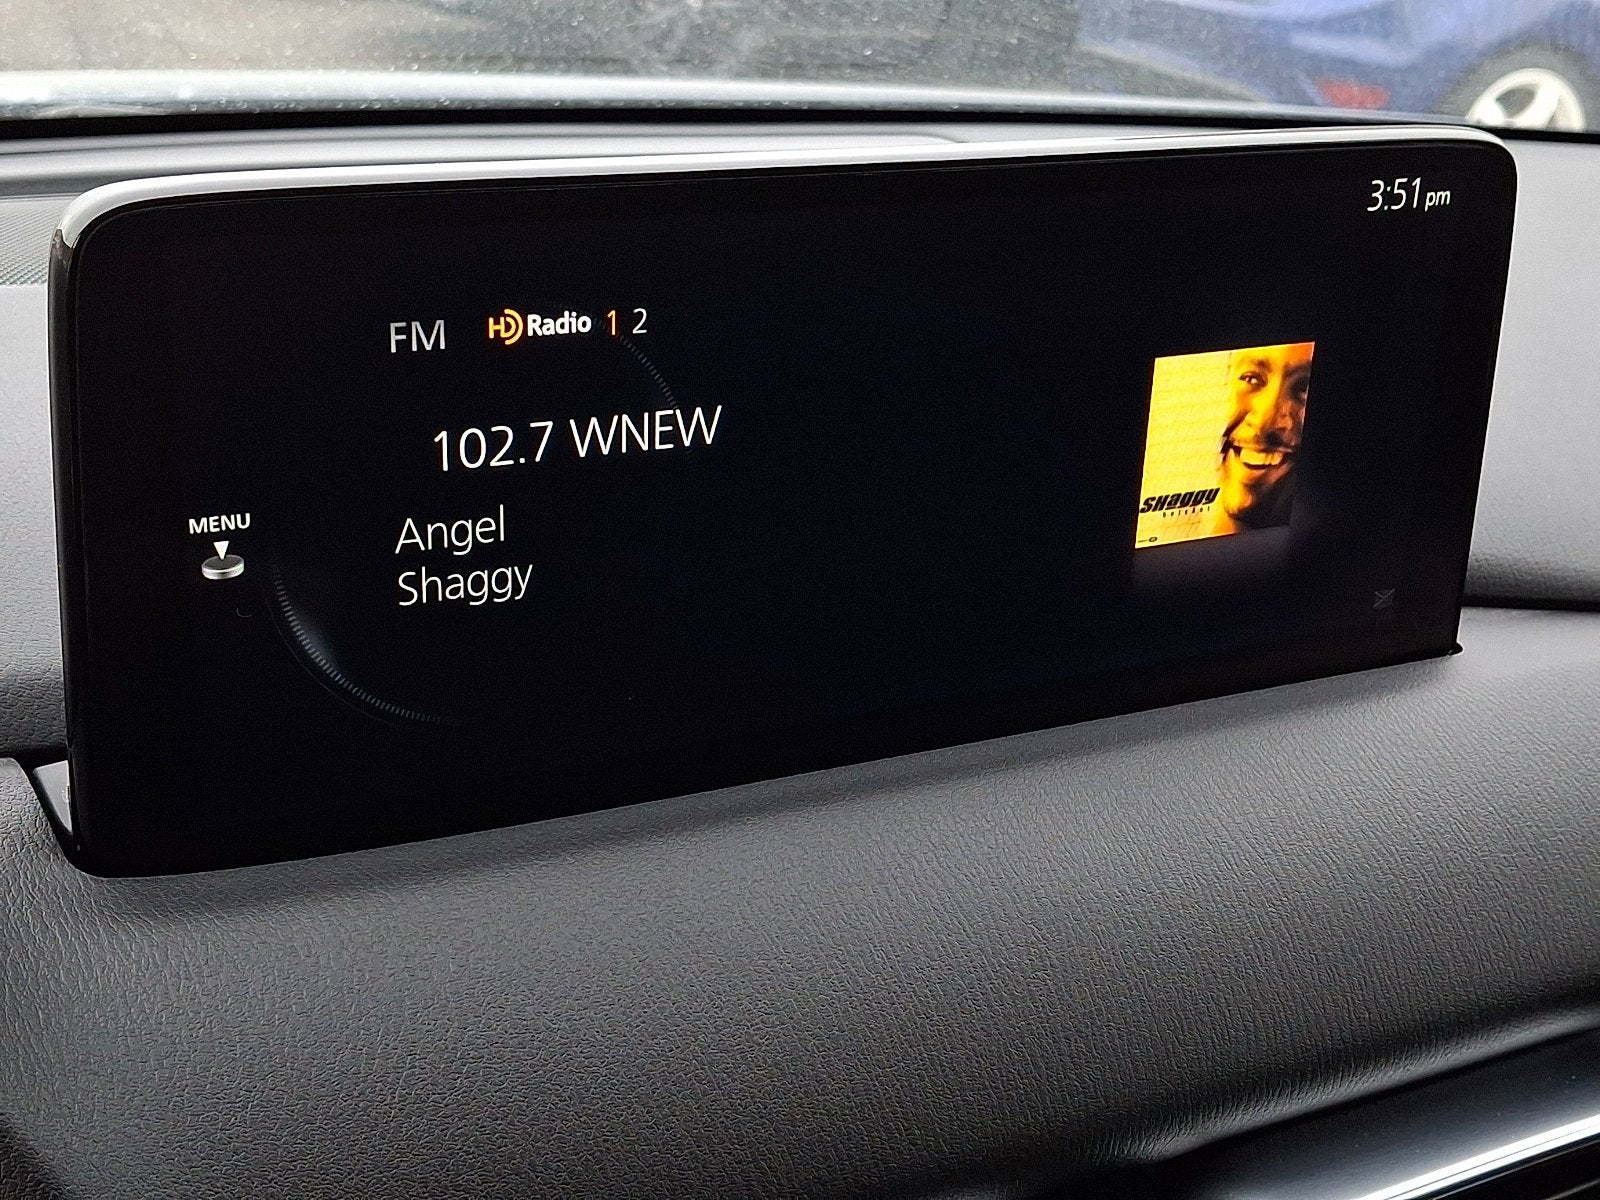 3:51 pm
FM HD Radio 1 2
102.7 WNEW
MENU
Angel
Shaggy
SHaggy